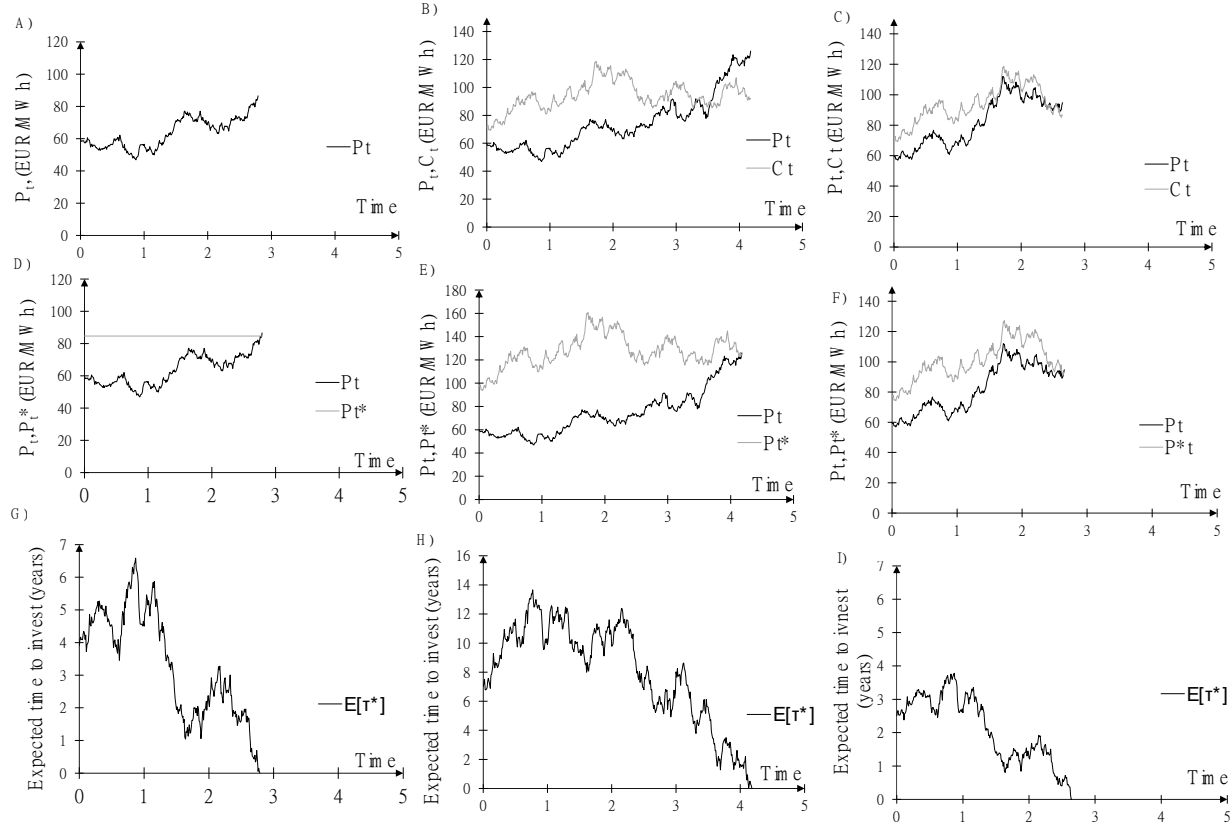 A)
P_t, (EUR/MWh)
120
100
80
60
40
20
0
0 1 2 3 4 5
Pt
Time
B)
P_t,C_t (EUR/MWh)
140
120
100
80
60
40
20
0
0 1 2 3 4 5
Pt
Ct
Time
C)
Pt,Ct (EUR/MWh)
140
120
100
80
60
40
20
0
0 1 2 3 4 5
Pt
Ct
Time
D)
P_t,P_t* (EUR/MWh)
120
100
80
60
40
20
0
0 1 2 3 4 5
Pt
Pt*
Time
E)
Pt,Pt* (EUR/MWh)
180
160
140
120
100
80
60
40
20
0
0 1 2 3 4 5
Pt
Pt*
Time
F)
Pt,Pt* (EUR/MWh)
140
120
100
80
60
40
20
0
0 1 2 3 4 5
Pt
P*t
Time
G)
Expected time to invest (years)
7
6
5
4
3
2
1
0
0 1 2 3 4 5
E[τ*]
Time
H)
Expected time to invest (years)
16
14
12
10
8
6
4
2
0
0 1 2 3 4 5
E[τ*]
Time
I)
Expected time to ivnest
(years)
7
6
5
4
3
2
1
0
0 1 2 3 4 5
E[τ*]
Time